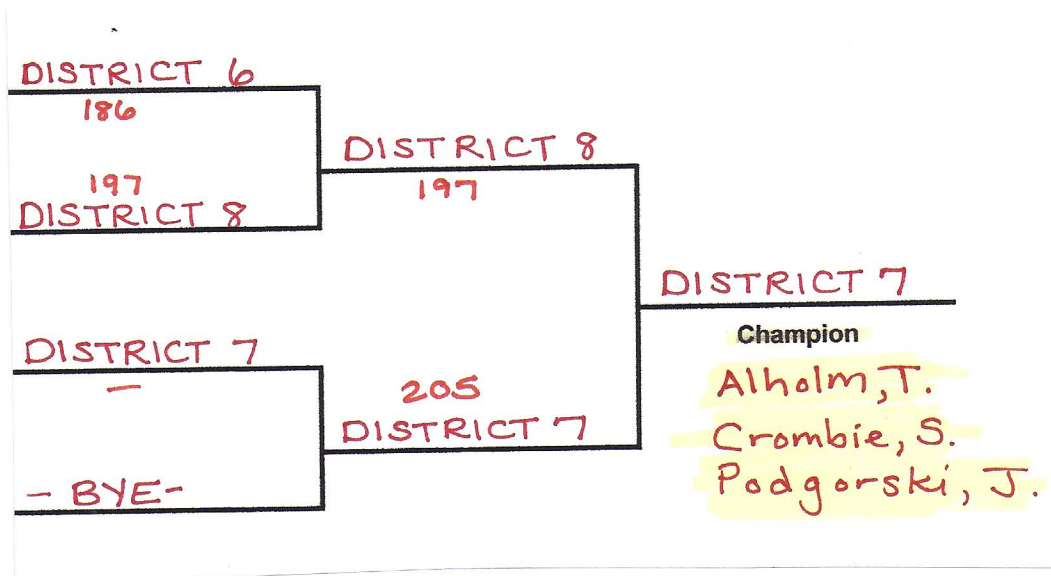 DISTRICT 6
186
197
DISTRICT 8
DISTRICT 8
197
DISTRICT 7
—
- BYE-
205
DISTRICT 7
DISTRICT 7
Champion
Alholm, T.
Crombie, S.
Podgorski, J.